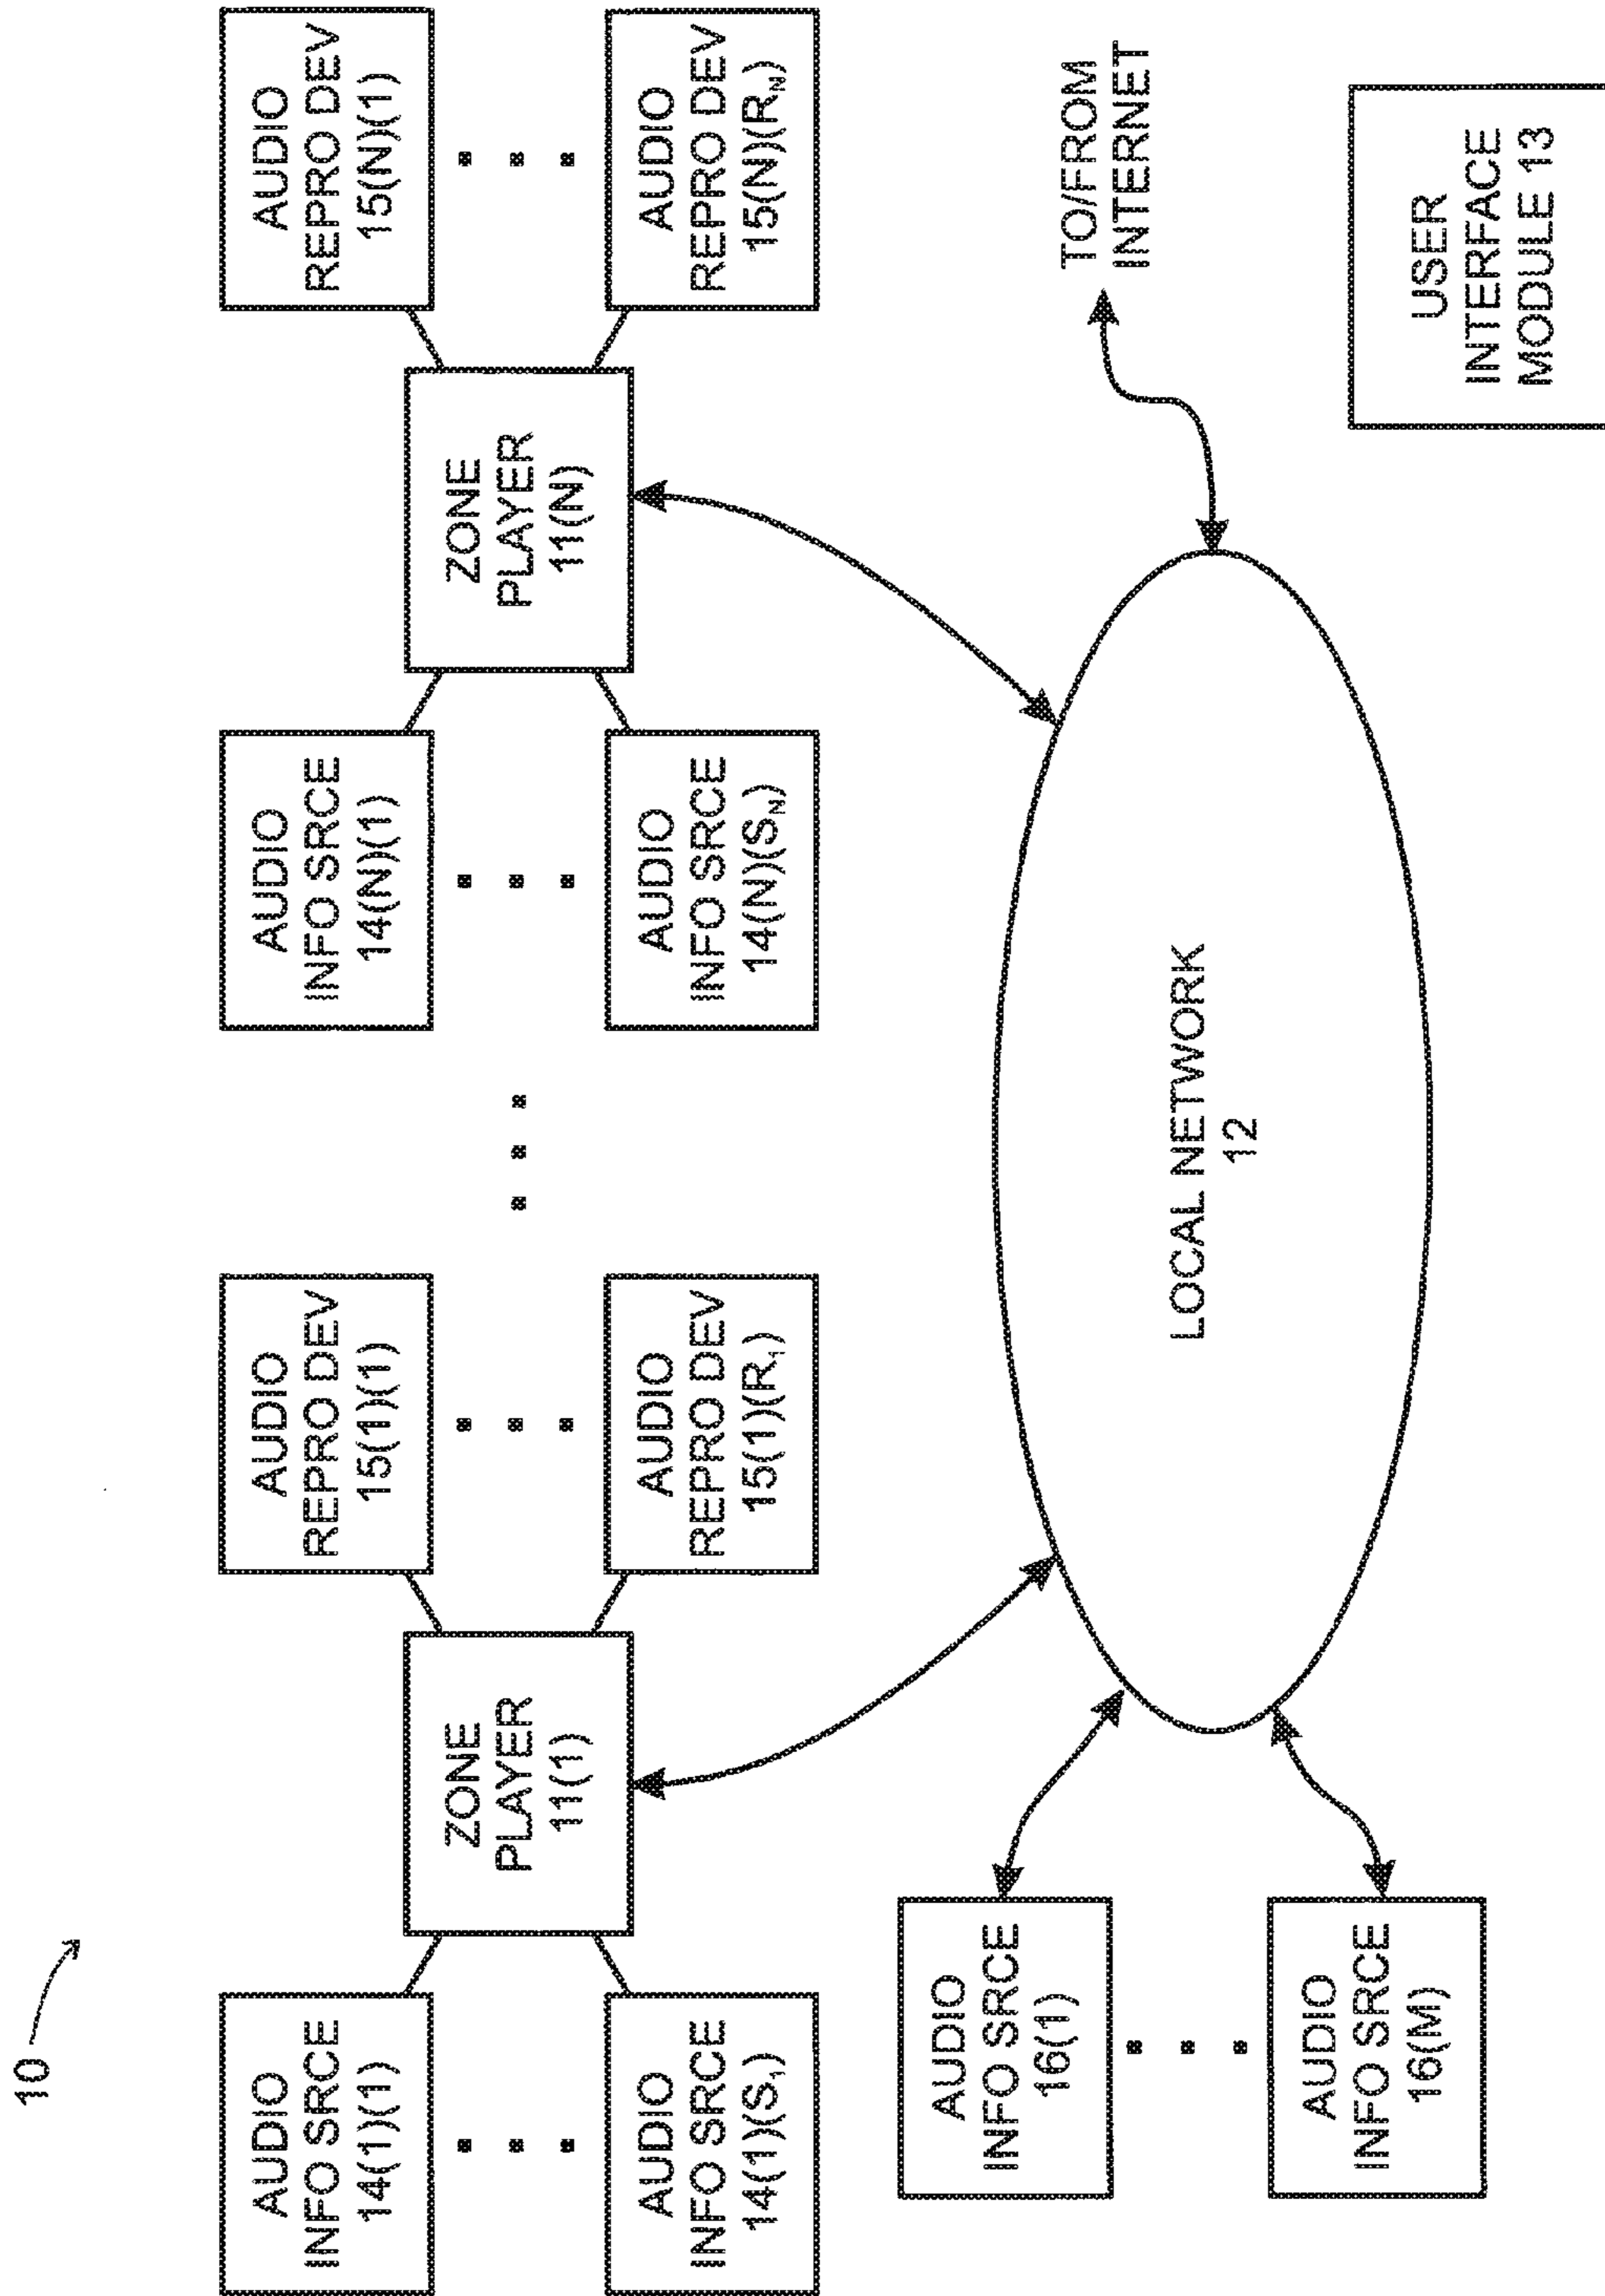 10
AUDIO
INFO SRCE
14(1)(1)
AUDIO
INFO SRCE
14(1)(S₁)
ZONE
PLAYER
11(1)
AUDIO
REPRO DEV
15(1)(1)
AUDIO
REPRO DEV
15(1)(R₁)
AUDIO
INFO SRCE
14(N)(1)
AUDIO
INFO SRCE
14(N)(S_N)
ZONE
PLAYER
11(N)
AUDIO
REPRO DEV
15(N)(1)
AUDIO
REPRO DEV
15(N)(R_N)
AUDIO
INFO SRCE
16(1)
AUDIO
INFO SRCE
16(M)
LOCAL NETWORK
12
TO/FROM
INTERNET
USER
INTERFACE
MODULE 13